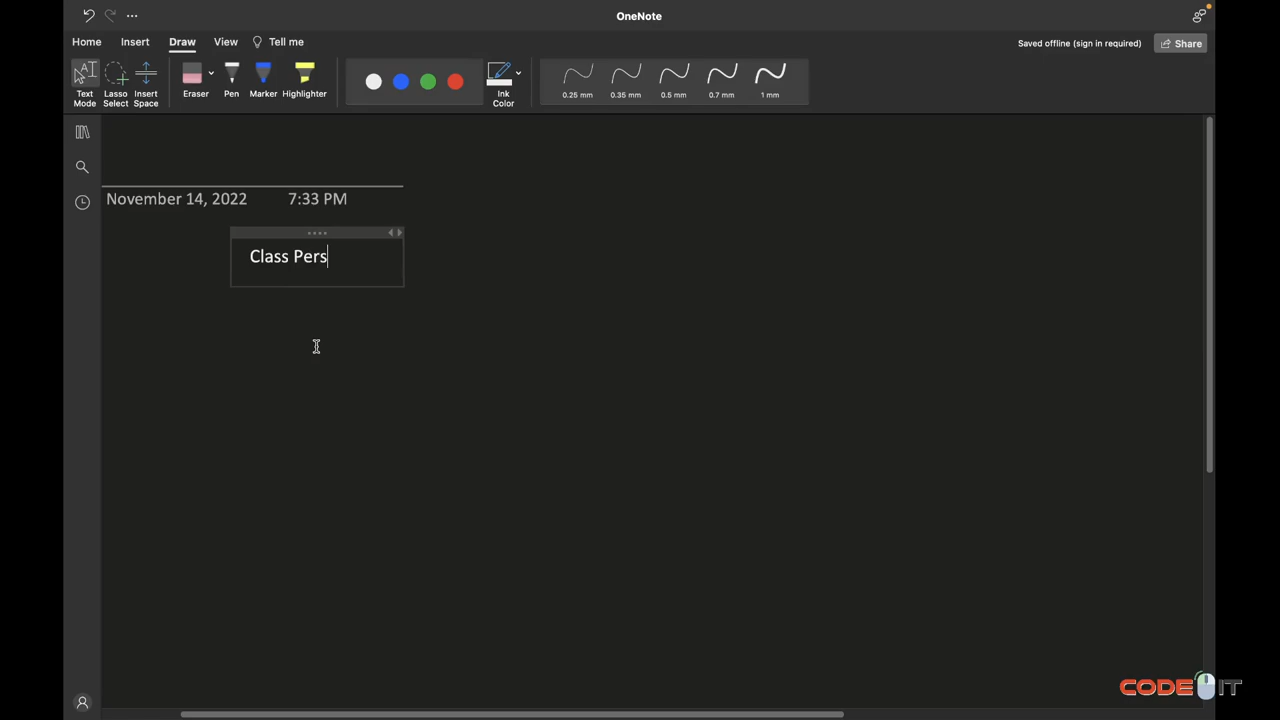 OneNote
Home Insert Draw View Tell me
Saved offline (sign in required) Share
Text Mode
Lasso Select
Insert Space
Eraser
Pen
Marker
Highlighter
Ink Color
0.25 mm 0.35 mm 0.5 mm 0.7 mm 1 mm
November 14, 2022 7:33 PM
Class Pers
CODE IT